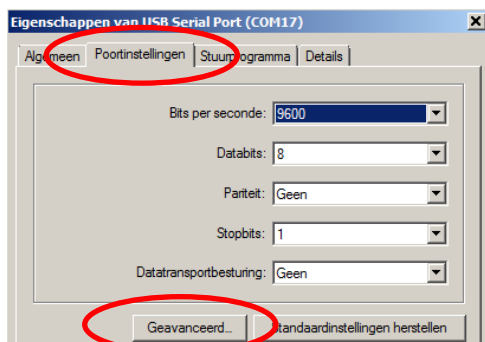 Eigenschappen van USB Serial Port (COM17)
Algemeen Poortinstellingen Stuurprogramma Details
Bits per seconde: 9600
Databits: 8
Pariteit: Geen
Stopbits: 1
Datatransportbesturing: Geen
Geavanceerd... Standaardinstellingen herstellen